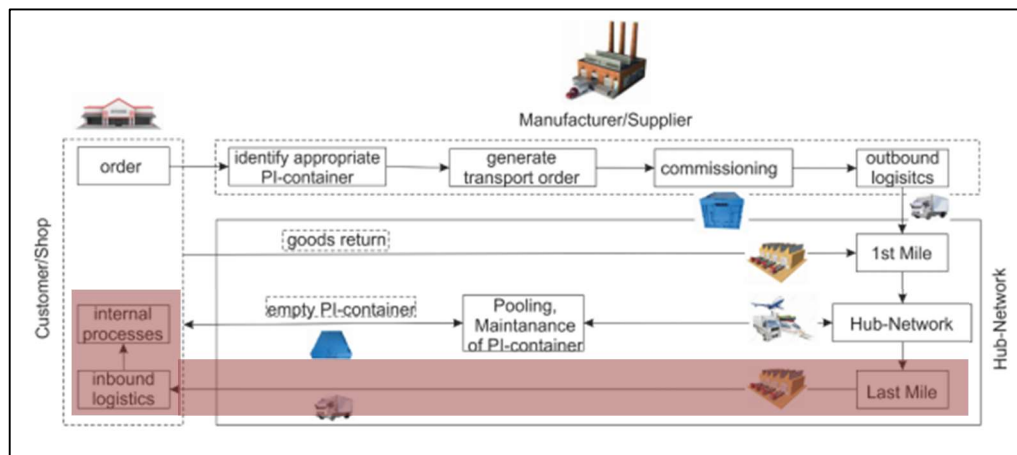 Manufacturer/Supplier
order
identify appropriate
PI-container
generate
transport order
commissioning
outbound
logisitcs
Customer/Shop
goods return
1st Mile
internal
processes
empty PI-container
Pooling,
Maintanance
of PI-container
Hub-Network
Hub-Network
inbound
logistics
Last Mile